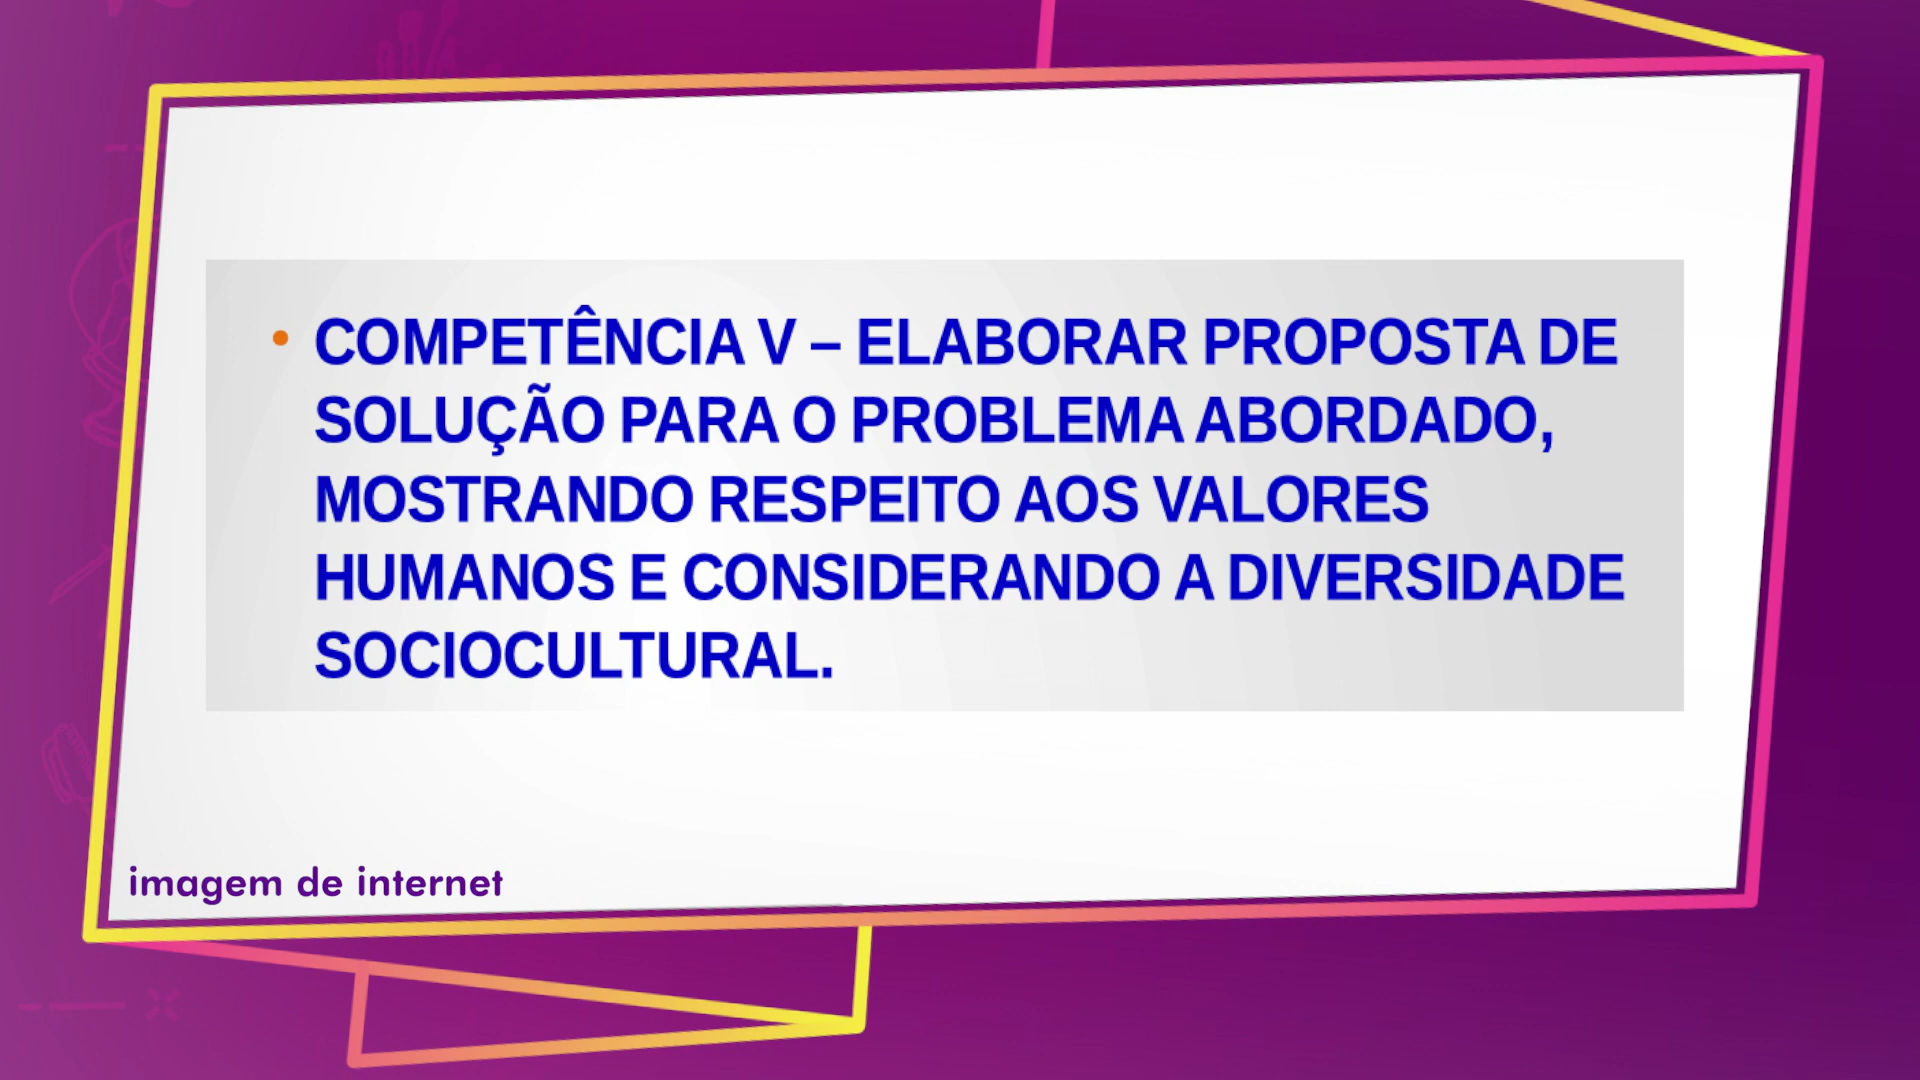 • COMPETÊNCIA V – ELABORAR PROPOSTA DE
SOLUÇÃO PARA O PROBLEMA ABORDADO,
MOSTRANDO RESPEITO AOS VALORES
HUMANOS E CONSIDERANDO A DIVERSIDADE
SOCIOCULTURAL.
imagem de internet